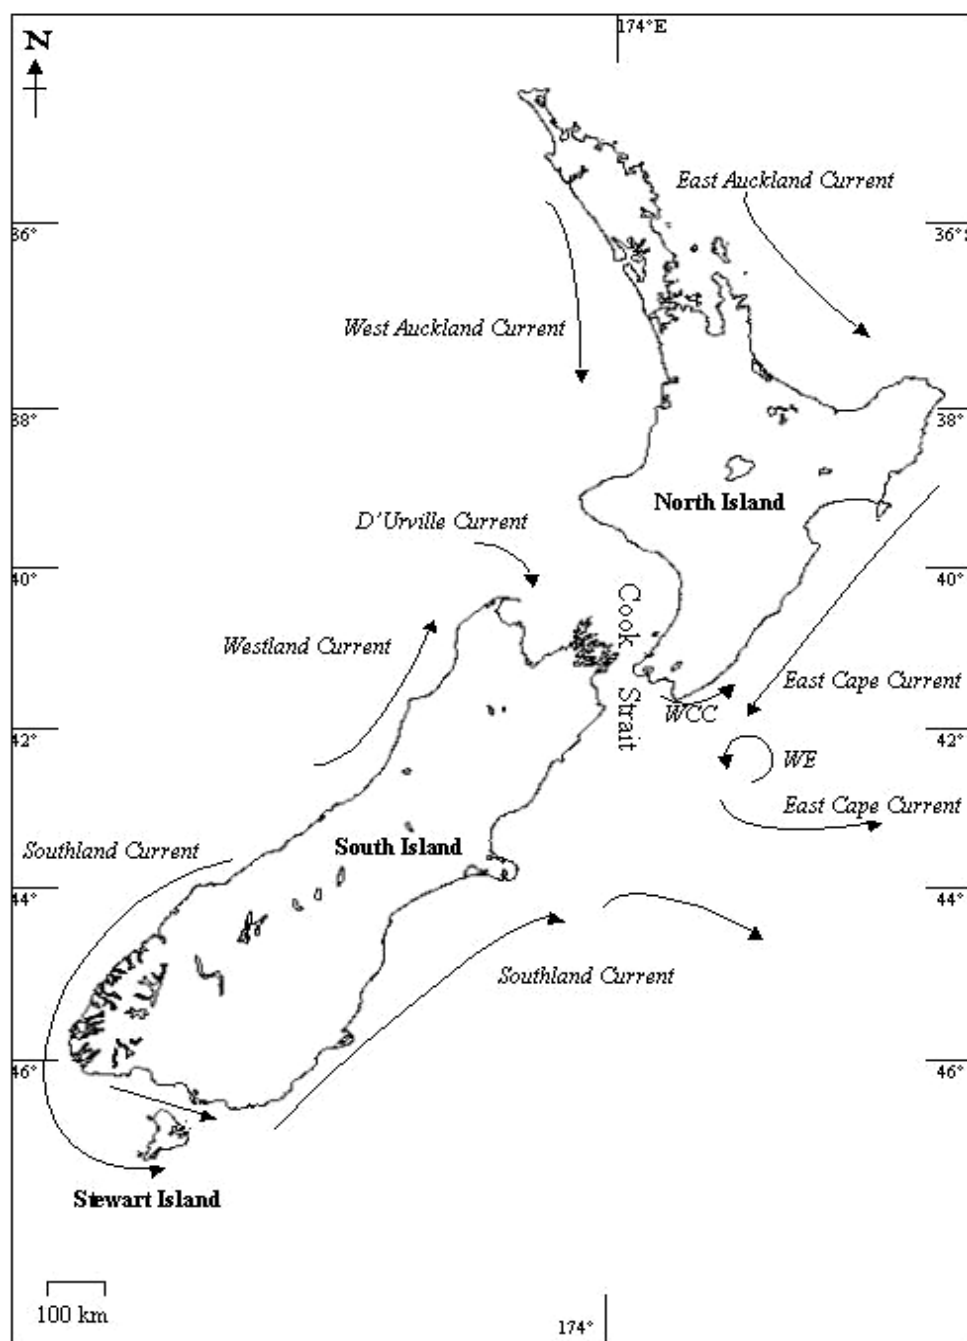 174°E
N
East Auckland Current
36°
36°S
West Auckland Current
38°
38°
North Island
D'Urville Current
40°
40°
Cook Strait
Westland Current
East Cape Current
WCC
42°
42°
WE
East Cape Current
Southland Current
South Island
44°
44°
Southland Current
46°
46°
Stewart Island
100 km
174°